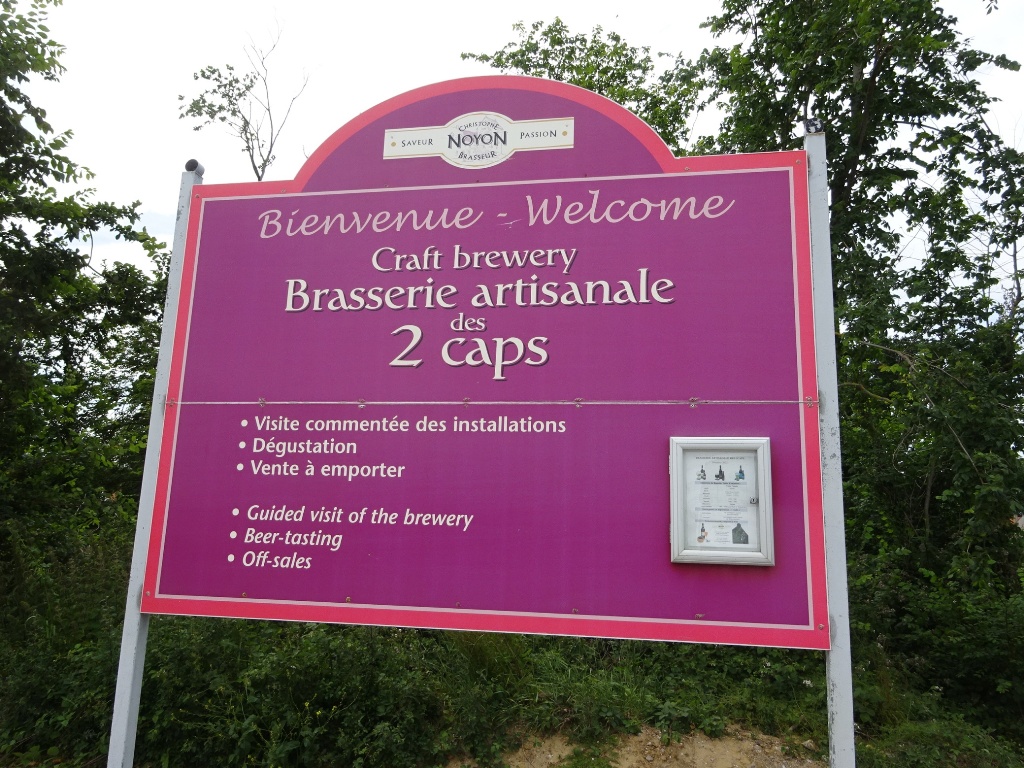 CHRISTOPHE
SAVEUR NOYON PASSION
BRASSEUR
Bienvenue - Welcome
Craft brewery
Brasserie artisanale
des
2 caps
• Visite commentée des installations
• Dégustation
• Vente à emporter
• Guided visit of the brewery
• Beer-tasting
• Off-sales